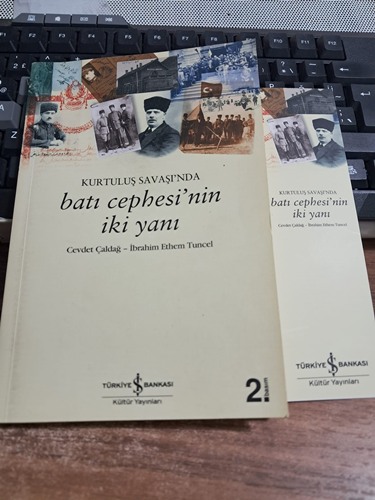 KURTULUŞ SAVAŞI'NDA
batı cephesi'nin
iki yanı
Cevdet Çaldağ – İbrahim Ethem Tuncel
TÜRKİYE İŞ BANKASI
Kültür Yayınları
2.basım
KURTULUŞ SAVAŞI'NDA
batı cephesi'nin
iki yanı
Cevdet Çaldağ – İbrahim Ethem Tuncel
TÜRKİYE İŞ BANKASI
Kültür Yayınları